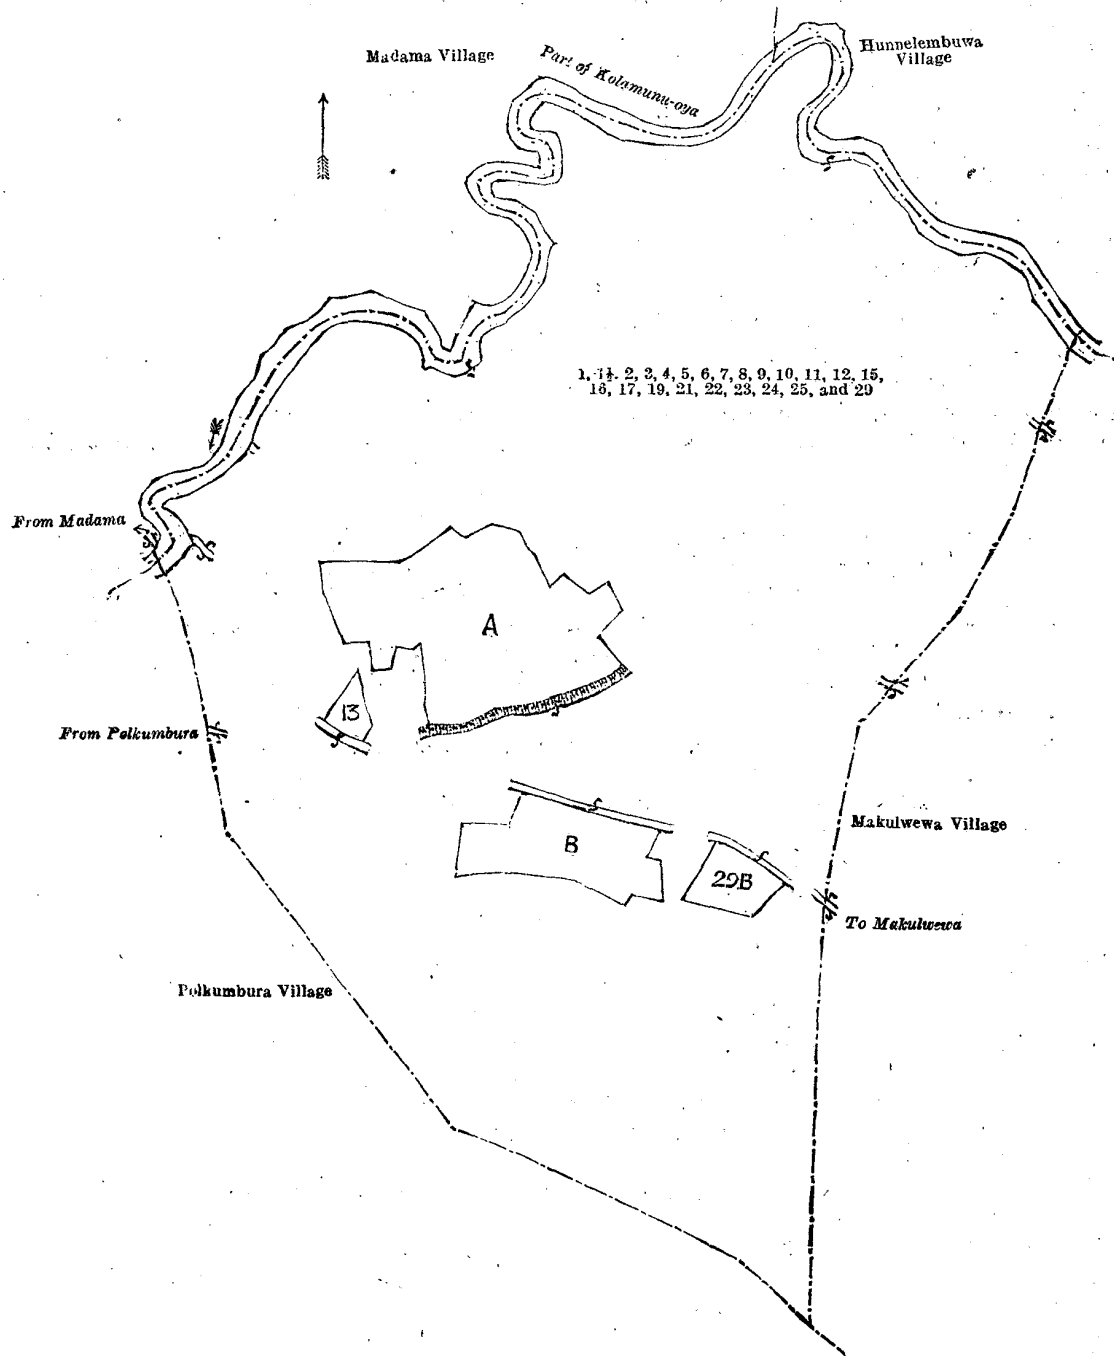 Madama Village
Part of Kolamunu-oya
Hunnelembuwa
Village
1, 1½, 2, 3, 4, 5, 6, 7, 8, 9, 10, 11, 12, 15,
16, 17, 19, 21, 22, 23, 24, 25, and 29
From Madama
A
13
From Polkumbura
B
29B
Makulwewa Village
To Makulwewa
Polkumbura Village